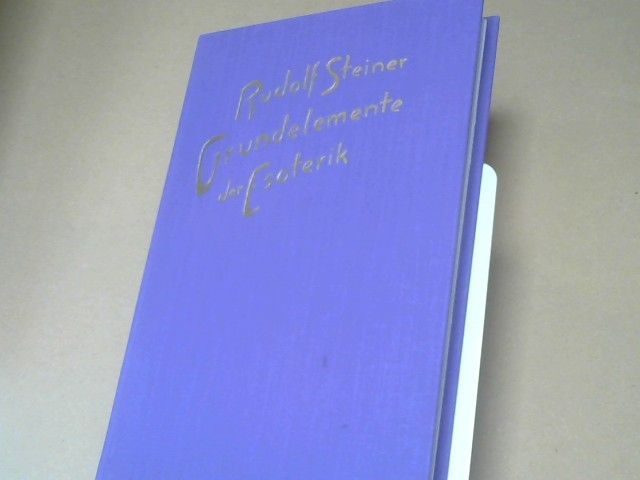 Rudolf Steiner
Grundelemente
der Esoterik